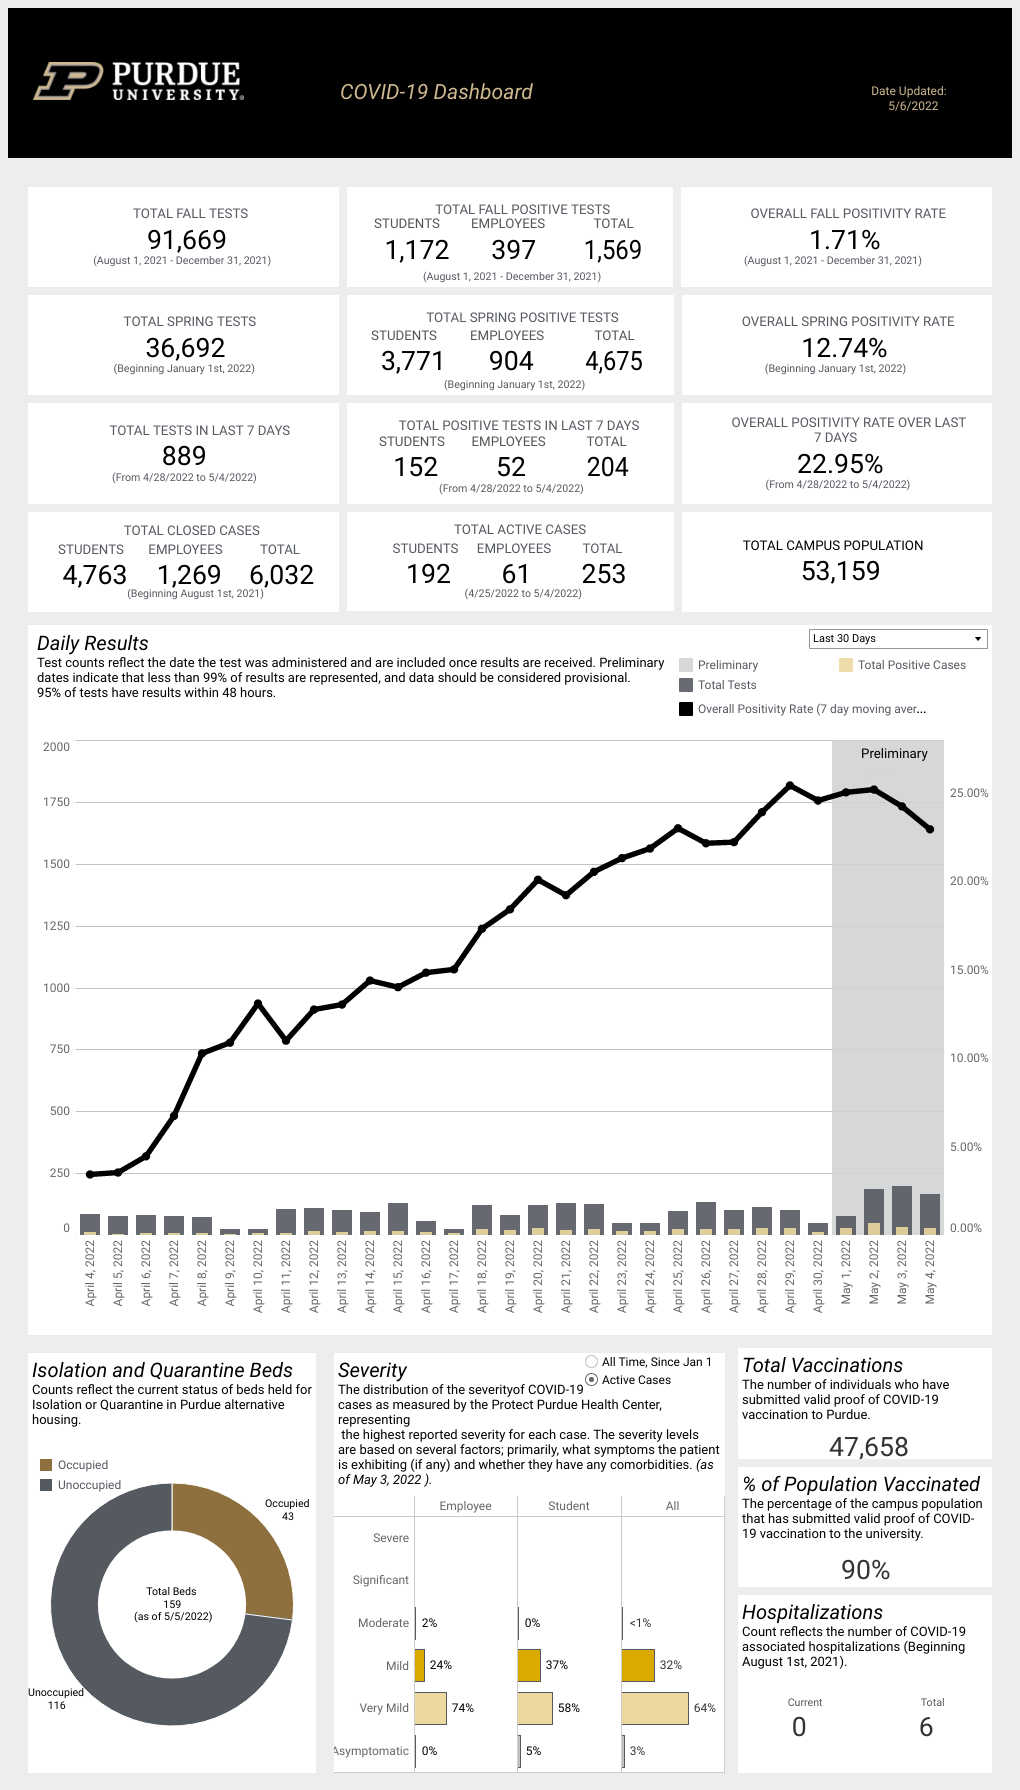 PURDUE
UNIVERSITY®
COVID-19 Dashboard
Date Updated:
5/6/2022
TOTAL FALL TESTS
91,669
(August 1, 2021 - December 31, 2021)
TOTAL FALL POSITIVE TESTS
STUDENTS EMPLOYEES TOTAL
1,172 397 1,569
(August 1, 2021 - December 31, 2021)
OVERALL FALL POSITIVITY RATE
1.71%
(August 1, 2021 - December 31, 2021)
TOTAL SPRING TESTS
36,692
(Beginning January 1st, 2022)
TOTAL SPRING POSITIVE TESTS
STUDENTS EMPLOYEES TOTAL
3,771 904 4,675
(Beginning January 1st, 2022)
OVERALL SPRING POSITIVITY RATE
12.74%
(Beginning January 1st, 2022)
TOTAL TESTS IN LAST 7 DAYS
889
(From 4/28/2022 to 5/4/2022)
TOTAL POSITIVE TESTS IN LAST 7 DAYS
STUDENTS EMPLOYEES TOTAL
152 52 204
(From 4/28/2022 to 5/4/2022)
OVERALL POSITIVITY RATE OVER LAST
7 DAYS
22.95%
(From 4/28/2022 to 5/4/2022)
TOTAL CLOSED CASES
STUDENTS EMPLOYEES TOTAL
4,763 1,269 6,032
(Beginning August 1st, 2021)
TOTAL ACTIVE CASES
STUDENTS EMPLOYEES TOTAL
192 61 253
(4/25/2022 to 5/4/2022)
TOTAL CAMPUS POPULATION
53,159
Daily Results
Test counts reflect the date the test was administered and are included once results are received. Preliminary
dates indicate that less than 99% of results are represented, and data should be considered provisional.
95% of tests have results within 48 hours.
Last 30 Days
Preliminary Total Positive Cases
Total Tests
Overall Positivity Rate (7 day moving aver...
Preliminary
2000
1750
1500
1250
1000
750
500
250
0
25.00%
20.00%
15.00%
10.00%
5.00%
0.00%
April 4, 2022
April 5, 2022
April 6, 2022
April 7, 2022
April 8, 2022
April 9, 2022
April 10, 2022
April 11, 2022
April 12, 2022
April 13, 2022
April 14, 2022
April 15, 2022
April 16, 2022
April 17, 2022
April 18, 2022
April 19, 2022
April 20, 2022
April 21, 2022
April 22, 2022
April 23, 2022
April 24, 2022
April 25, 2022
April 26, 2022
April 27, 2022
April 28, 2022
April 29, 2022
April 30, 2022
May 1, 2022
May 2, 2022
May 3, 2022
May 4, 2022
Isolation and Quarantine Beds
Counts reflect the current status of beds held for
Isolation or Quarantine in Purdue alternative
housing.
Occupied
Unoccupied
Occupied
43
Total Beds
159
(as of 5/5/2022)
Unoccupied
116
Severity
All Time, Since Jan 1
Active Cases
The distribution of the severityof COVID-19
cases as measured by the Protect Purdue Health Center,
representing
the highest reported severity for each case. The severity levels
are based on several factors; primarily, what symptoms the patient
is exhibiting (if any) and whether they have any comorbidities. (as
of May 3, 2022 ).
Employee Student All
Severe
Significant
Moderate 2% 0% <1%
Mild 24% 37% 32%
Very Mild 74% 58% 64%
Asymptomatic 0% 5% 3%
Total Vaccinations
The number of individuals who have
submitted valid proof of COVID-19
vaccination to Purdue.
47,658
% of Population Vaccinated
The percentage of the campus population
that has submitted valid proof of COVID-
19 vaccination to the university.
90%
Hospitalizations
Count reflects the number of COVID-19
associated hospitalizations (Beginning
August 1st, 2021).
Current Total
0 6